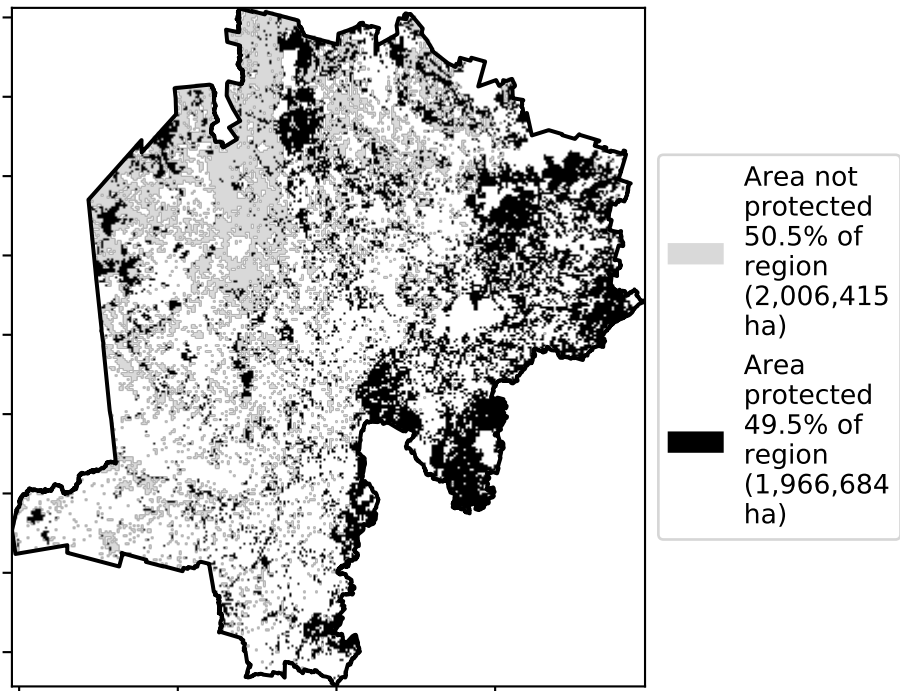 Area not
protected
50.5% of
region
(2,006,415
ha)
Area
protected
49.5% of
region
(1,966,684
ha)